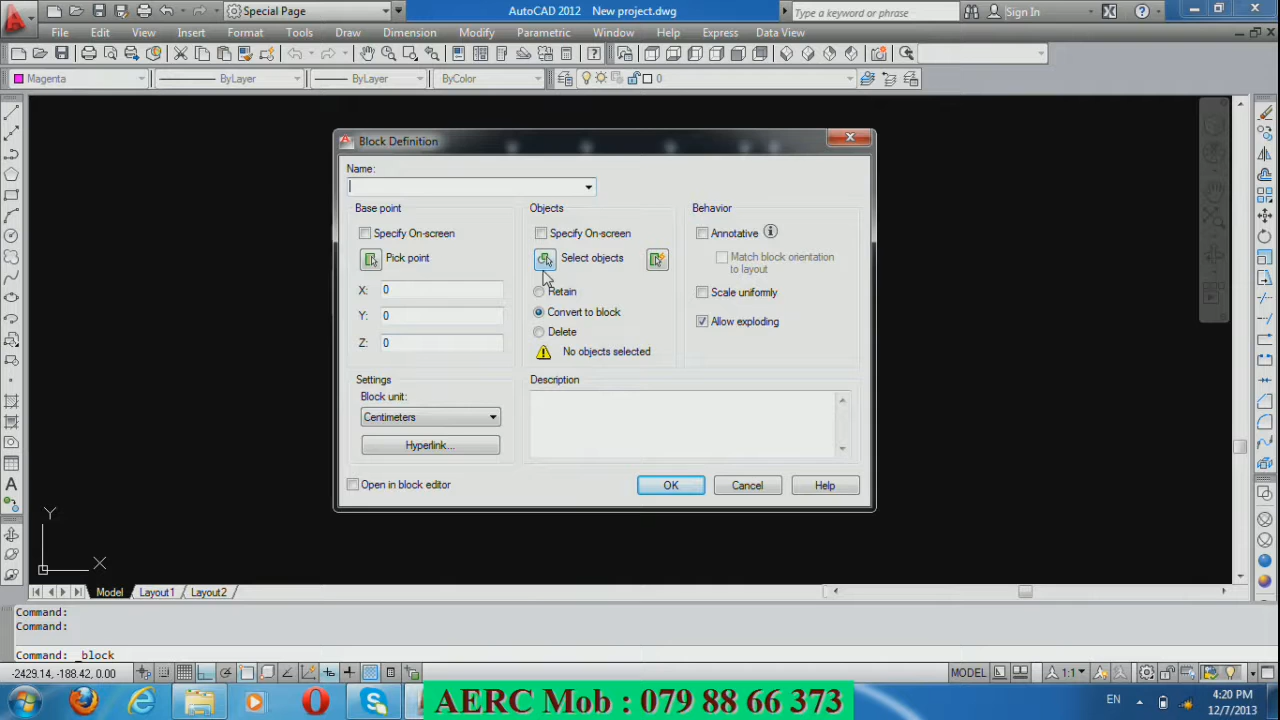 Special Page
AutoCAD 2012 New project.dwg
Type a keyword or phrase
Sign In
File Edit View Insert Format Tools Draw Dimension Modify Parametric Window Help Express Data View
Magenta
ByLayer
ByLayer
ByColor
0
Block Definition
Name:
Base point
Specify On-screen
Pick point
X: 0
Y: 0
Z: 0
Objects
Specify On-screen
Select objects
Retain
Convert to block
Delete
No objects selected
Behavior
Annotative
Match block orientation
to layout
Scale uniformly
Allow exploding
Settings
Block unit:
Centimeters
Hyperlink...
Description
Open in block editor
OK
Cancel
Help
Y
X
Model Layout1 Layout2
Command:
Command:
Command: _block
-2429.14, -188.42, 0.00
MODEL
1:1
AERC Mob : 079 88 66 373
EN
4:20 PM
12/7/2013